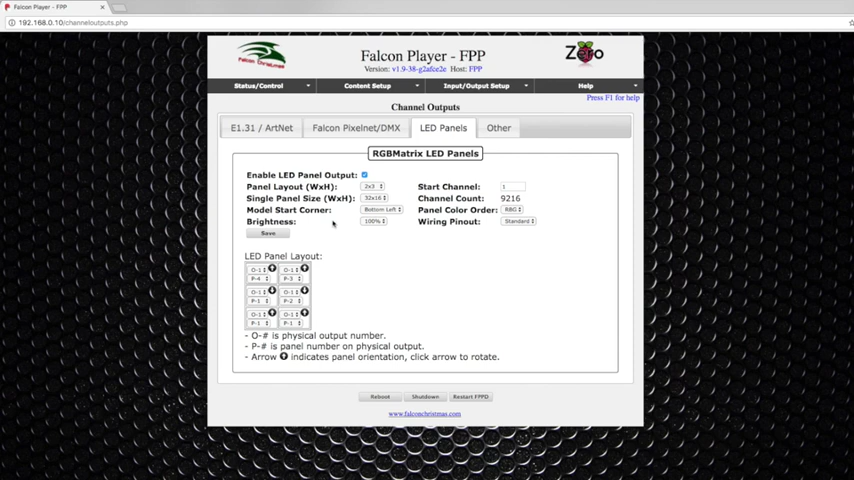 Falcon Player - FPP
192.168.0.10/channeloutputs.php
Falcon Christmas
Falcon Player - FPP
Zero
Version: v1.9-38-g2afce2e Host: FPP
Status/Control Content Setup Input/Output Setup Help
Press F1 for help
Channel Outputs
E1.31 / ArtNet Falcon Pixelnet/DMX LED Panels Other
RGBMatrix LED Panels
Enable LED Panel Output:
Panel Layout (WxH): 2x3 Start Channel: 1
Single Panel Size (WxH): 32x16 Channel Count: 9216
Model Start Corner: Bottom Left Panel Color Order: RBG
Brightness: 100% Wiring Pinout: Standard
Save
LED Panel Layout:
O-1 O-1
P-4 P-3
O-1 O-1
P-1 P-2
O-1 O-1
P-1 P-1
- O-# is physical output number.
- P-# is panel number on physical output.
- Arrow indicates panel orientation, click arrow to rotate.
Reboot Shutdown Restart FPPD
www.falconchristmas.com